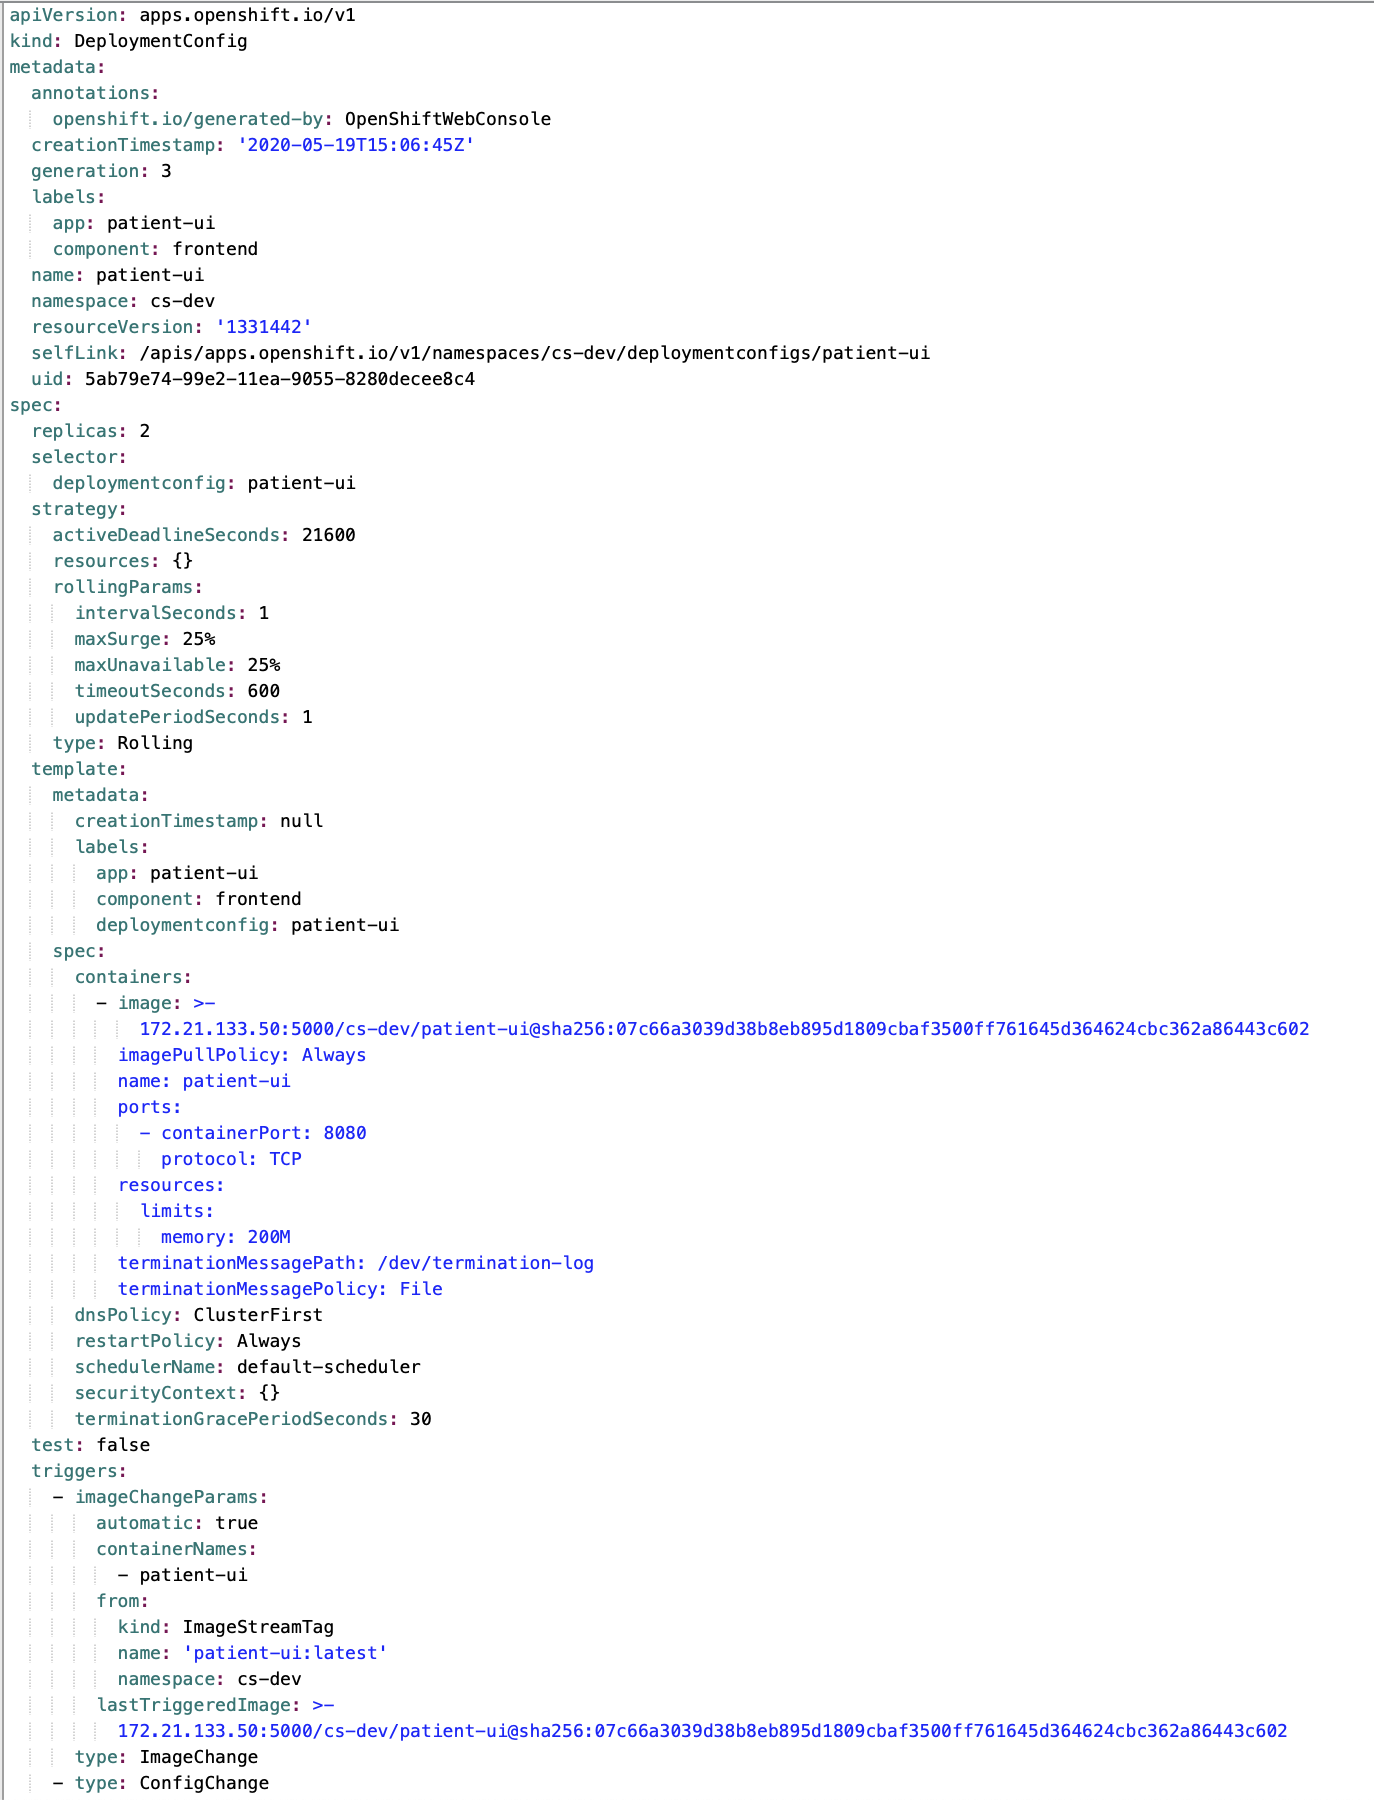 apiVersion: apps.openshift.io/v1
kind: DeploymentConfig
metadata:
  annotations:
    openshift.io/generated-by: OpenShiftWebConsole
  creationTimestamp: '2020-05-19T15:06:45Z'
  generation: 3
  labels:
    app: patient-ui
    component: frontend
  name: patient-ui
  namespace: cs-dev
  resourceVersion: '1331442'
  selfLink: /apis/apps.openshift.io/v1/namespaces/cs-dev/deploymentconfigs/patient-ui
  uid: 5ab79e74-99e2-11ea-9055-8280decee8c4
spec:
  replicas: 2
  selector:
    deploymentconfig: patient-ui
  strategy:
    activeDeadlineSeconds: 21600
    resources: {}
    rollingParams:
      intervalSeconds: 1
      maxSurge: 25%
      maxUnavailable: 25%
      timeoutSeconds: 600
      updatePeriodSeconds: 1
    type: Rolling
  template:
    metadata:
      creationTimestamp: null
      labels:
        app: patient-ui
        component: frontend
        deploymentconfig: patient-ui
    spec:
      containers:
        - image: >-
            172.21.133.50:5000/cs-dev/patient-ui@sha256:07c66a3039d38b8eb895d1809cbaf3500ff761645d364624cbc362a86443c602
          imagePullPolicy: Always
          name: patient-ui
          ports:
            - containerPort: 8080
              protocol: TCP
          resources:
            limits:
              memory: 200M
          terminationMessagePath: /dev/termination-log
          terminationMessagePolicy: File
      dnsPolicy: ClusterFirst
      restartPolicy: Always
      schedulerName: default-scheduler
      securityContext: {}
      terminationGracePeriodSeconds: 30
  test: false
  triggers:
    - imageChangeParams:
        automatic: true
        containerNames:
          - patient-ui
        from:
          kind: ImageStreamTag
          name: 'patient-ui:latest'
          namespace: cs-dev
        lastTriggeredImage: >-
          172.21.133.50:5000/cs-dev/patient-ui@sha256:07c66a3039d38b8eb895d1809cbaf3500ff761645d364624cbc362a86443c602
      type: ImageChange
    - type: ConfigChange